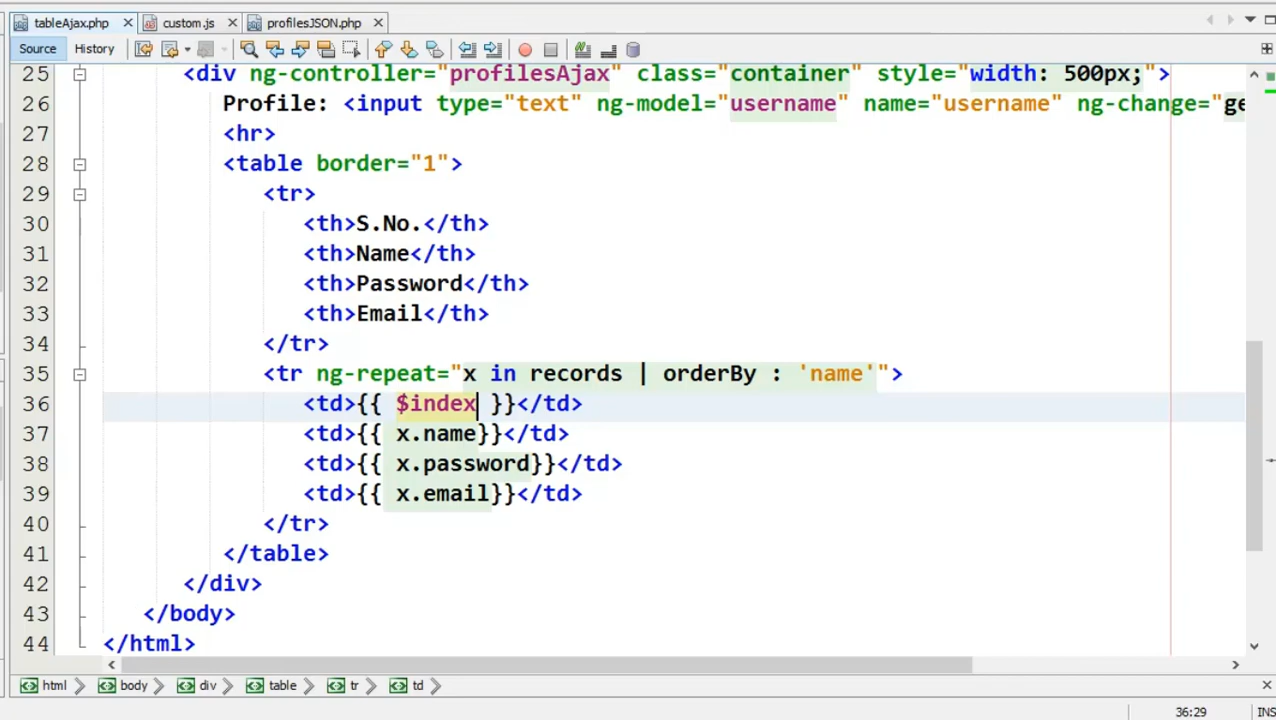 tableAjax.php custom.js profilesJSON.php
Source History
25 <div ng-controller="profilesAjax" class="container" style="width: 500px;">
26 Profile: <input type="text" ng-model="username" name="username" ng-change="ge
27 <hr>
28 <table border="1">
29 <tr>
30 <th>S.No.</th>
31 <th>Name</th>
32 <th>Password</th>
33 <th>Email</th>
34 </tr>
35 <tr ng-repeat="x in records | orderBy : 'name'">
36 <td>{{ $index }}</td>
37 <td>{{ x.name}}</td>
38 <td>{{ x.password}}</td>
39 <td>{{ x.email}}</td>
40 </tr>
41 </table>
42 </div>
43 </body>
44 </html>
html body div table tr td
36:29 INS